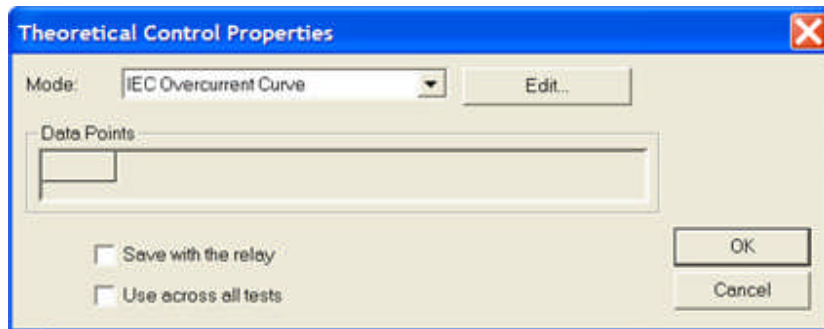 Theoretical Control Properties
Mode: IEC Overcurrent Curve Edit...
Data Points
Save with the relay
OK
Use across all tests
Cancel